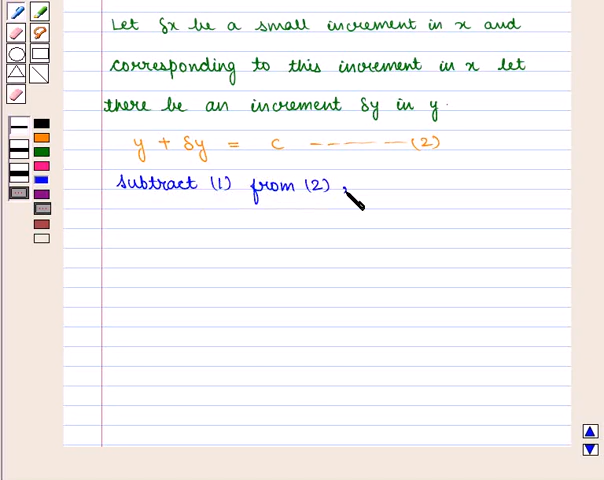 Let δx be a small increment in x and
corresponding to this increment in x let
there be an increment δy in y.
y + δy = c ------- (2)
Subtract (1) from (2),